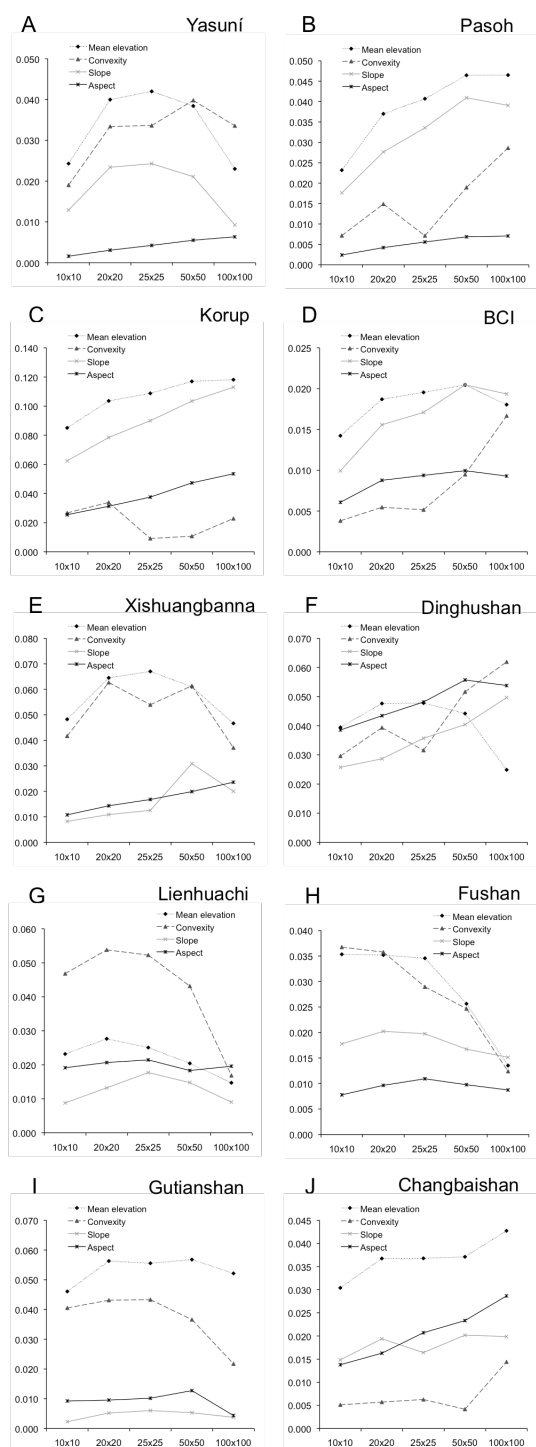 A Yasuní
Mean elevation
Convexity
Slope
Aspect
0.050
0.040
0.030
0.020
0.010
0.000
10x10 20x20 25x25 50x50 100x100
B Pasoh
Mean elevation
Convexity
Slope
Aspect
0.050
0.045
0.040
0.035
0.030
0.025
0.020
0.015
0.010
0.005
0.000
10x10 20x20 25x25 50x50 100x100
C Korup
Mean elevation
Convexity
Slope
Aspect
0.140
0.120
0.100
0.080
0.060
0.040
0.020
0.000
10x10 20x20 25x25 50x50 100x100
D BCI
Mean elevation
Convexity
Slope
Aspect
0.025
0.020
0.015
0.010
0.005
0.000
10x10 20x20 25x25 50x50 100x100
E Xishuangbanna
Mean elevation
Convexity
Slope
Aspect
0.080
0.070
0.060
0.050
0.040
0.030
0.020
0.010
0.000
10x10 20x20 25x25 50x50 100x100
F Dinghushan
Mean elevation
Convexity
Slope
Aspect
0.070
0.060
0.050
0.040
0.030
0.020
0.010
0.000
10x10 20x20 25x25 50x50 100x100
G Lienhuachi
Mean elevation
Convexity
Slope
Aspect
0.060
0.050
0.040
0.030
0.020
0.010
0.000
10x10 20x20 25x25 50x50 100x100
H Fushan
Mean elevation
Convexity
Slope
Aspect
0.040
0.035
0.030
0.025
0.020
0.015
0.010
0.005
0.000
10x10 20x20 25x25 50x50 100x100
I Gutianshan
Mean elevation
Convexity
Slope
Aspect
0.070
0.060
0.050
0.040
0.030
0.020
0.010
0.000
10x10 20x20 25x25 50x50 100x100
J Changbaishan
Mean elevation
Convexity
Slope
Aspect
0.045
0.040
0.035
0.030
0.025
0.020
0.015
0.010
0.005
0.000
10x10 20x20 25x25 50x50 100x100